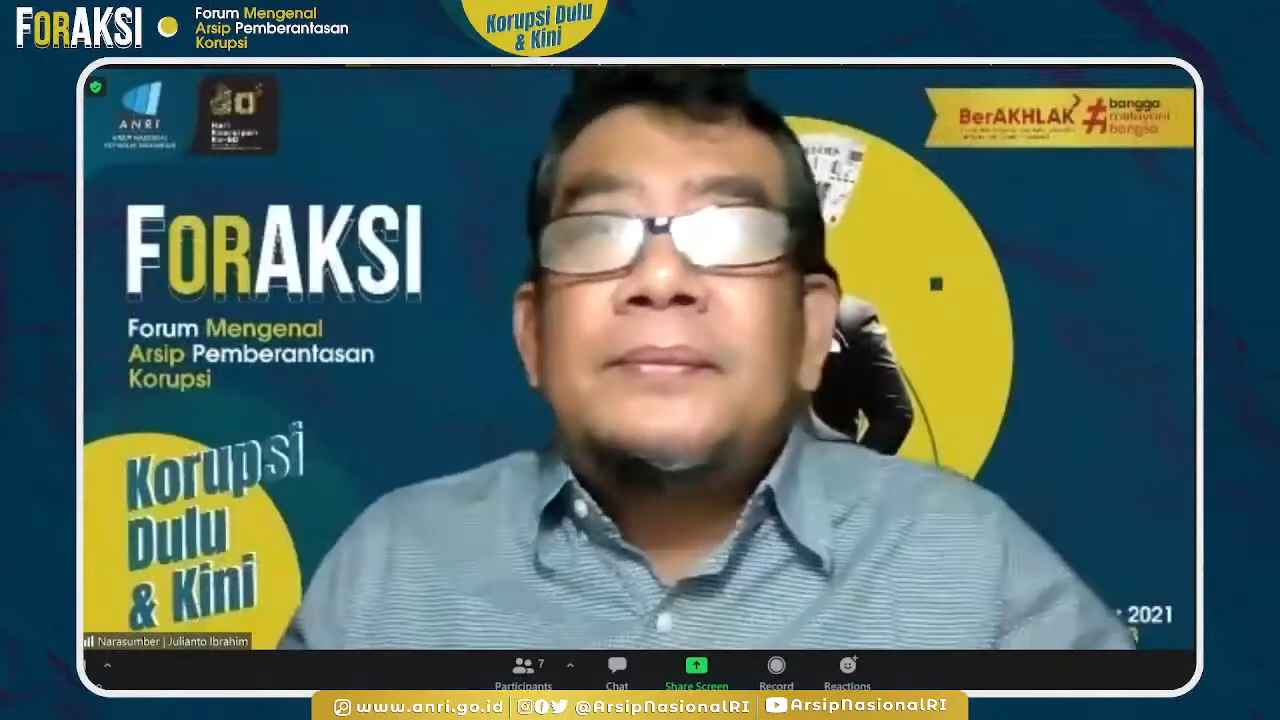 FORAKSI
Forum Mengenal
Arsip Pemberantasan
Korupsi
Korupsi Dulu
& Kini
ANRI
BerAKHLAK
# bangga
melayani
bangsa
FORAKSI
Forum Mengenal
Arsip Pemberantasan
Korupsi
Korupsi
Dulu
& Kini
2021
Narasumber | Julianto Ibrahim
7
Participants
Chat
Share Screen
Record
Reactions
www.anri.go.id @ArsipNasionalRI ArsipNasionalRI